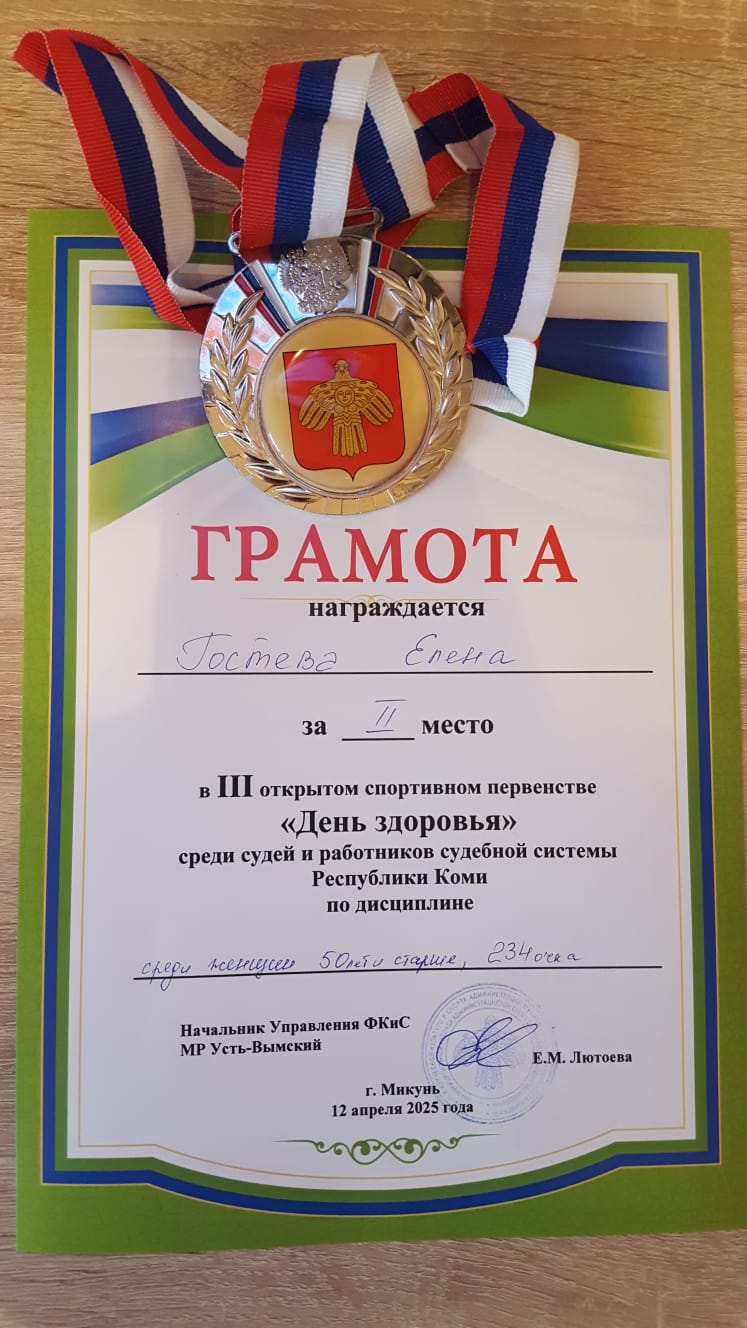 ГРАМОТА
награждается
Гостева Елена
за II место
в III открытом спортивном первенстве
«День здоровья»
среди судей и работников судебной системы
Республики Коми
по дисциплине
среди женщин 50 лет и старше, 234 очка
Начальник Управления ФКиС
МР Усть-Вымский
Е.М. Лютоева
г. Микунь
12 апреля 2025 года